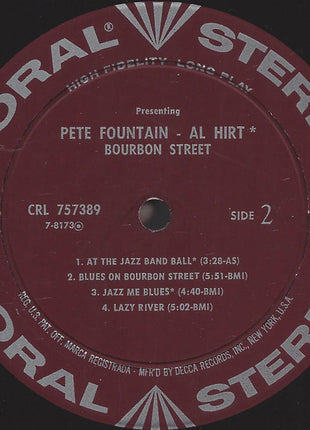 ORAL® STER
HIGH FIDELITY LONG PLAY
Presenting
PETE FOUNTAIN - AL HIRT *
BOURBON STREET
CRL 757389
7-8173
SIDE 2
1. AT THE JAZZ BAND BALL* (3:28-AS)
2. BLUES ON BOURBON STREET (5:51-BMI)
3. JAZZ ME BLUES* (4:40-BMI)
4. LAZY RIVER (5:02-BMI)
REG. U.S. PAT. OFF. MARCA REGISTRADA - MFR'D BY DECCA RECORDS, INC., NEW YORK, U.S.A.
ORAL STER